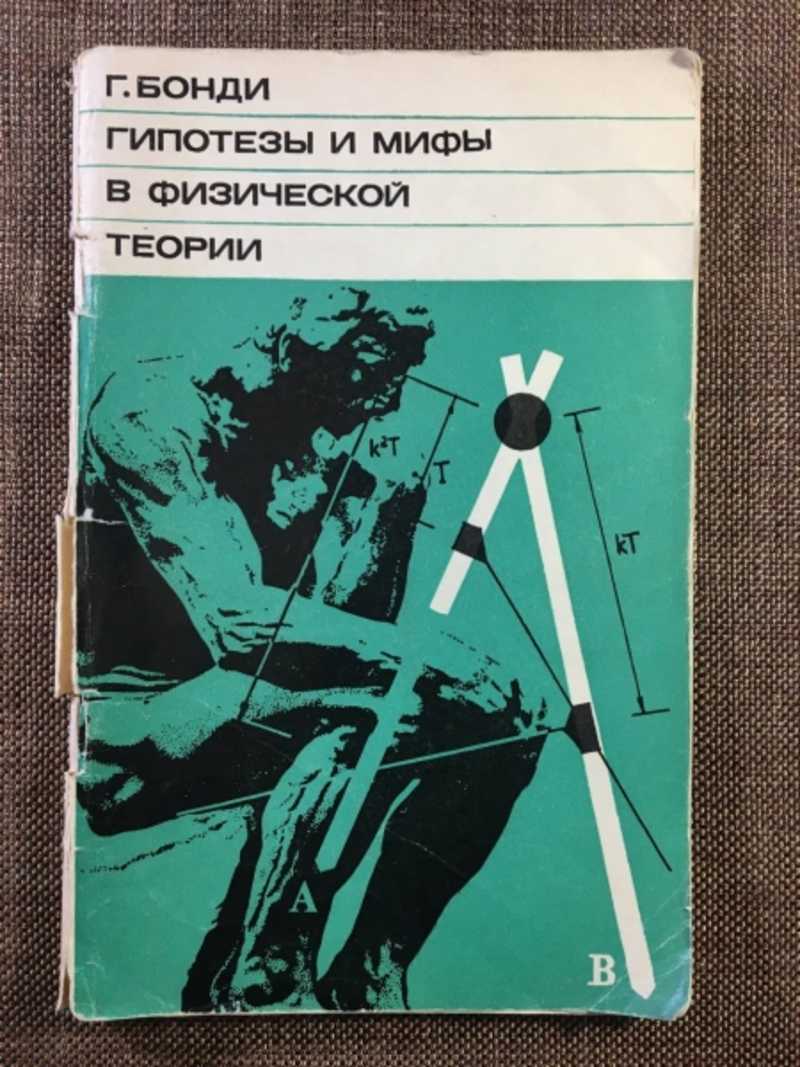 Г. БОНДИ
ГИПОТЕЗЫ И МИФЫ
В ФИЗИЧЕСКОЙ
ТЕОРИИ
k²T
T
kT
A
B